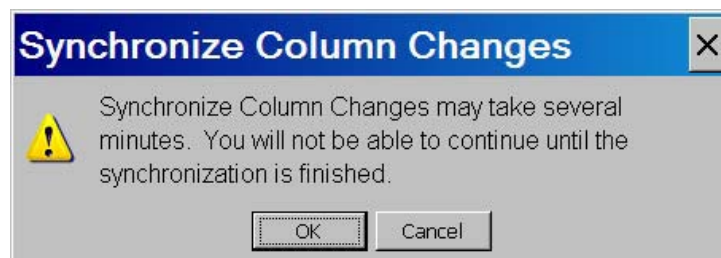 Synchronize Column Changes
Synchronize Column Changes may take several
minutes. You will not be able to continue until the
synchronization is finished.
OK Cancel